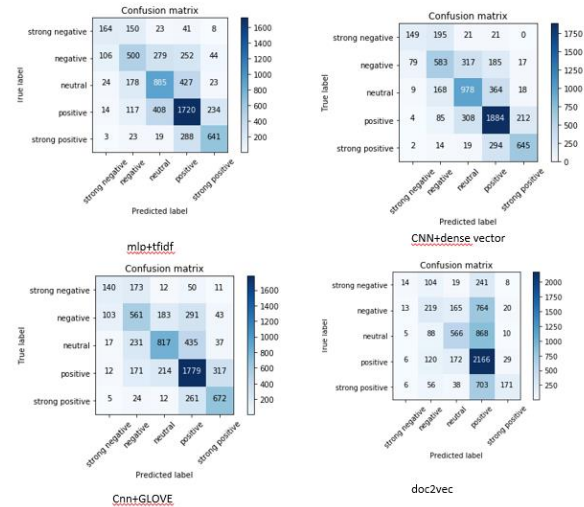 Confusion matrix
strong negative 164 150 23 41 8
negative 106 500 279 252 44
neutral 24 178 885 427 23
positive 14 117 408 1720 234
strong positive 3 23 19 288 641
True label
strong negative negative neutral positive strong positive
Predicted label
1600
1400
1200
1000
800
600
400
200
mlp+tfidf
Confusion matrix
strong negative 149 195 21 21 0
negative 79 583 317 185 17
neutral 9 168 978 364 18
positive 4 85 308 1884 212
strong positive 2 14 19 294 645
True label
strong negative negative neutral positive strong positive
Predicted label
1750
1500
1250
1000
750
500
250
0
CNN+dense vector
Confusion matrix
strong negative 140 173 12 50 11
negative 103 561 183 291 43
neutral 17 231 817 435 37
positive 12 171 214 1779 317
strong positive 5 24 12 261 672
True label
strong negative negative neutral positive strong positive
Predicted label
1600
1400
1200
1000
800
600
400
200
Cnn+GLOVE
Confusion matrix
strong negative 14 104 19 241 8
negative 13 219 165 764 20
neutral 5 88 566 868 10
positive 6 120 172 2166 29
strong positive 6 56 38 703 171
True label
strong negative negative neutral positive strong positive
Predicted label
2000
1750
1500
1250
1000
750
500
250
doc2vec